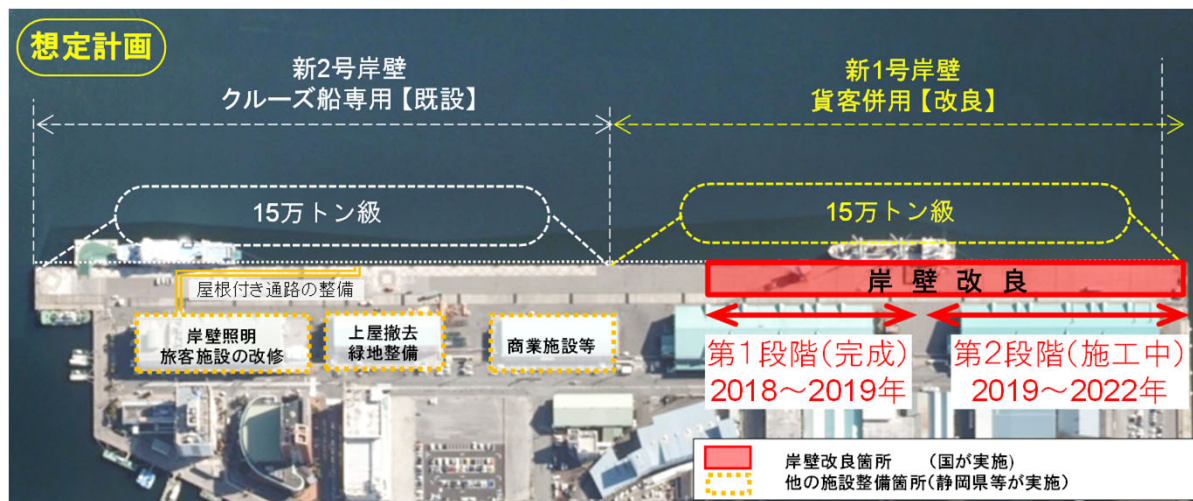 想定計画
新2号岸壁
クルーズ船専用【既設】
新1号岸壁
貨客併用【改良】
15万トン級
15万トン級
屋根付き通路の整備
岸壁改良
岸壁照明
旅客施設の改修
上屋撤去
緑地整備
商業施設等
第1段階(完成)
2018～2019年
第2段階(施工中)
2019～2022年
岸壁改良箇所　（国が実施)
他の施設整備箇所(静岡県等が実施)